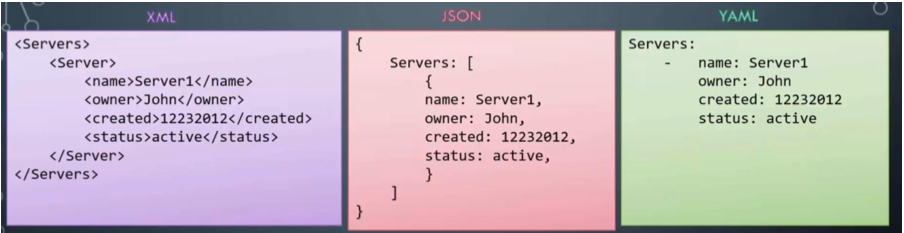 XML
<Servers>
<Server>
<name>Server1</name>
<owner>John</owner>
<created>12232012</created>
<status>active</status>
</Server>
</Servers>
JSON
{
Servers: [
{
name: Server1,
owner: John,
created: 12232012,
status: active,
}
]
}
YAML
Servers:
- name: Server1
owner: John
created: 12232012
status: active